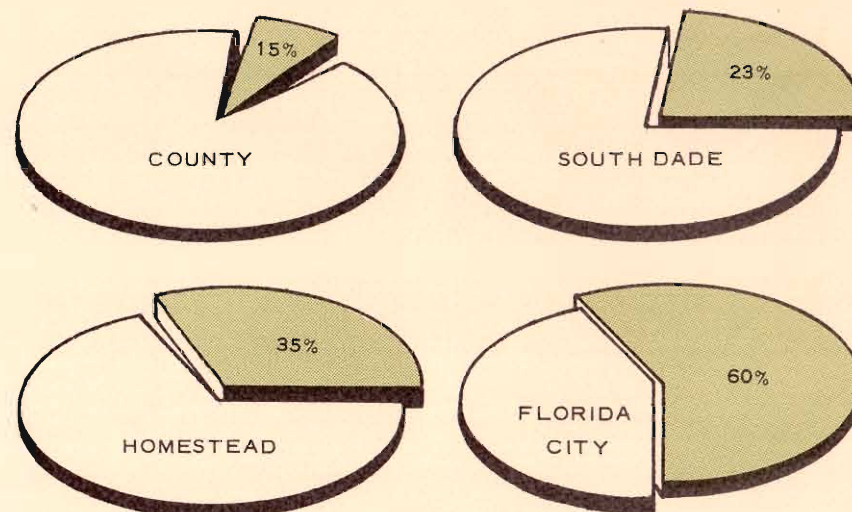 15%
COUNTY
23%
SOUTH DADE
35%
HOMESTEAD
60%
FLORIDA
CITY